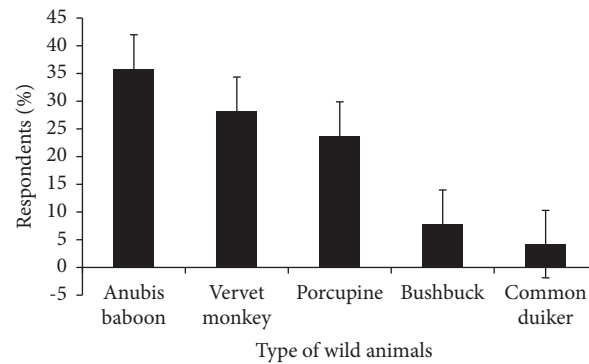 Respondents (%)
45
40
35
30
25
20
15
10
5
0
-5
Anubis baboon
Vervet monkey
Porcupine
Bushbuck
Common duiker
Type of wild animals